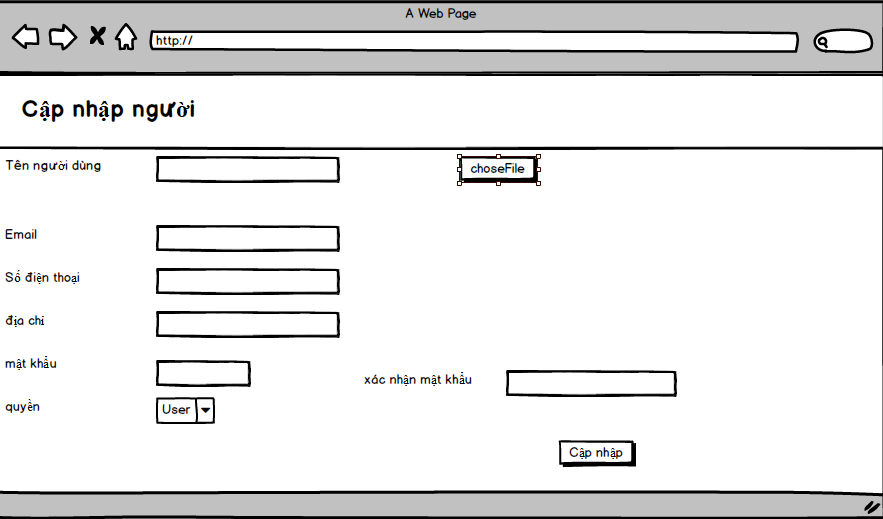 A Web Page
http://
Cập nhập người
Tên người dùng
choseFile
Email
Số điện thoại
địa chỉ
mật khẩu
xác nhận mật khẩu
quyền
User
Cập nhập